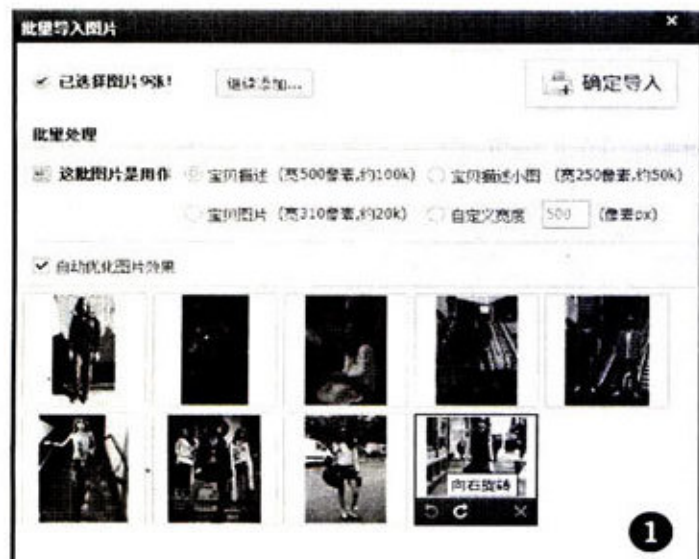 批量导入图片
已选择图片9张!
继续添加...
确定导入
批量处理
这批图片是用作
宝贝描述 (宽500像素,约100k)
宝贝描述小图 (宽250像素,约50k)
宝贝图片 (宽310像素,约20k)
自定义宽度 500 (像素px)
自动优化图片效果
向右旋转
1